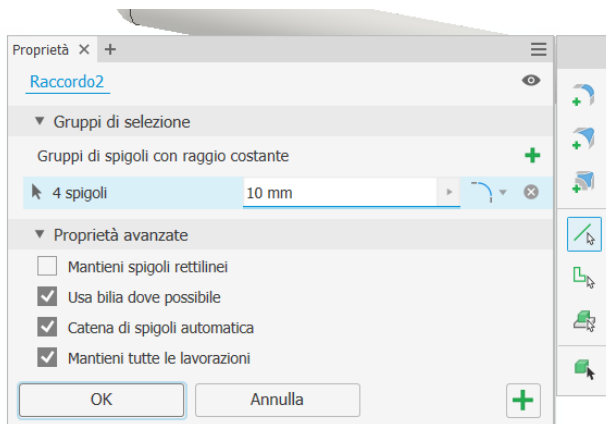 Proprietà
Raccordo2
Gruppi di selezione
Gruppi di spigoli con raggio costante
4 spigoli 10 mm
Proprietà avanzate
Mantieni spigoli rettilinei
Usa bilia dove possibile
Catena di spigoli automatica
Mantieni tutte le lavorazioni
OK Annulla